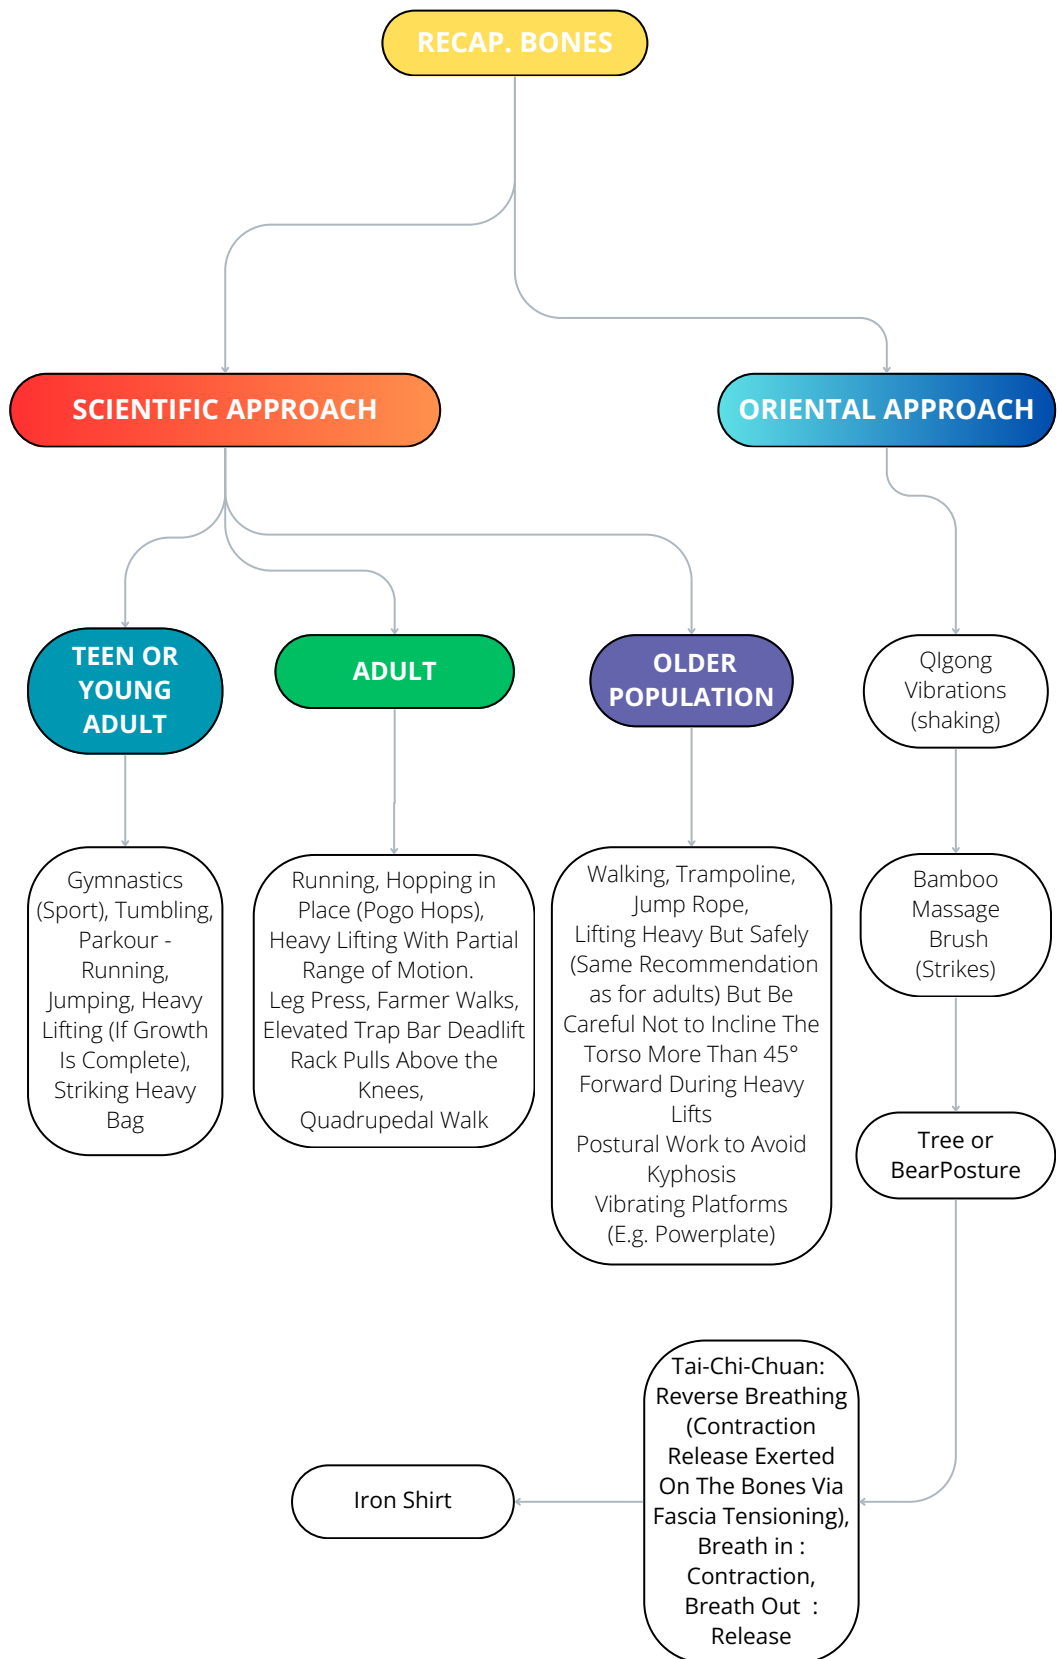 RECAP. BONES
SCIENTIFIC APPROACH
ORIENTAL APPROACH
TEEN OR
YOUNG
ADULT
ADULT
OLDER
POPULATION
QIgong
Vibrations
(shaking)
Gymnastics
(Sport), Tumbling,
Parkour -
Running,
Jumping, Heavy
Lifting (If Growth
Is Complete),
Striking Heavy
Bag
Running, Hopping in
Place (Pogo Hops),
Heavy Lifting With Partial
Range of Motion.
Leg Press, Farmer Walks,
Elevated Trap Bar Deadlift
Rack Pulls Above the
Knees,
Quadrupedal Walk
Walking, Trampoline,
Jump Rope,
Lifting Heavy But Safely
(Same Recommendation
as for adults) But Be
Careful Not to Incline The
Torso More Than 45°
Forward During Heavy
Lifts
Postural Work to Avoid
Kyphosis
Vibrating Platforms
(E.g. Powerplate)
Bamboo
Massage
Brush
(Strikes)
Tree or
BearPosture
Tai-Chi-Chuan:
Reverse Breathing
(Contraction
Release Exerted
On The Bones Via
Fascia Tensioning),
Breath in :
Contraction,
Breath Out  :
Release
Iron Shirt